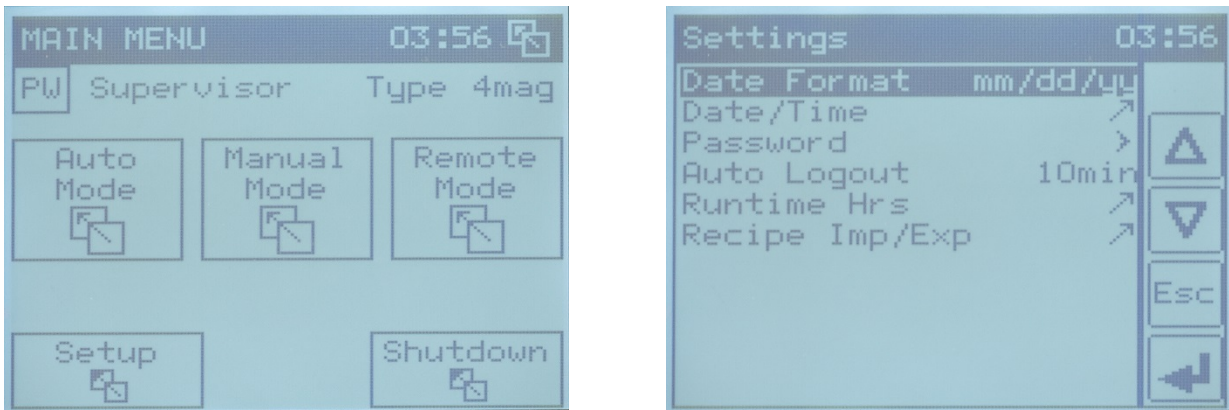 MAIN MENU 03:56
PW Supervisor Type 4mag
Auto Mode
Manual Mode
Remote Mode
Setup
Shutdown
Settings 03:56
Date Format mm/dd/yy
Date/Time
Password >
Auto Logout 10min
Runtime Hrs
Recipe Imp/Exp
Esc